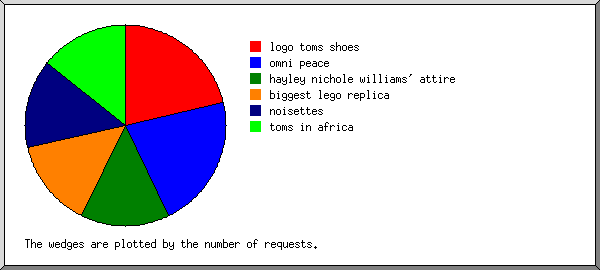 logo toms shoes
omni peace
hayley nichole williams' attire
biggest lego replica
noisettes
toms in africa
The wedges are plotted by the number of requests.